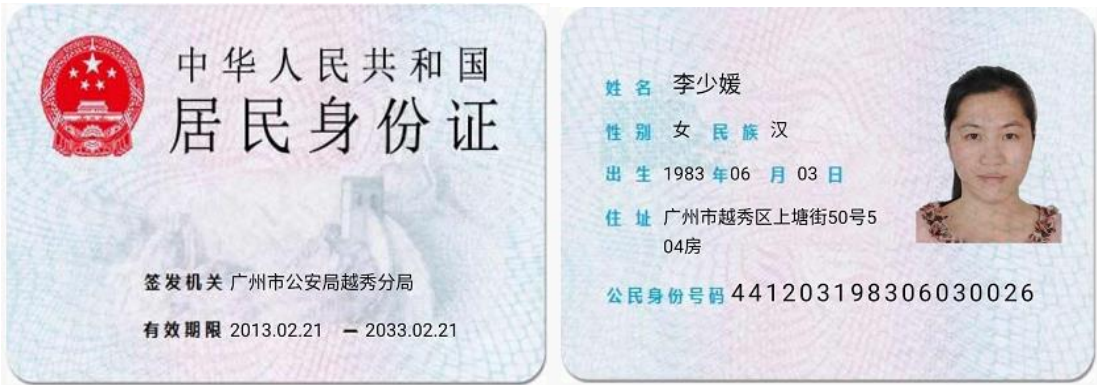 中华人民共和国
居民身份证
签发机关 广州市公安局越秀分局
有效期限 2013.02.21 — 2033.02.21
姓名 李少媛
性别 女 民族 汉
出生 1983 年 06 月 03 日
住址 广州市越秀区上塘街50号5
04房
公民身份号码 441203198306030026